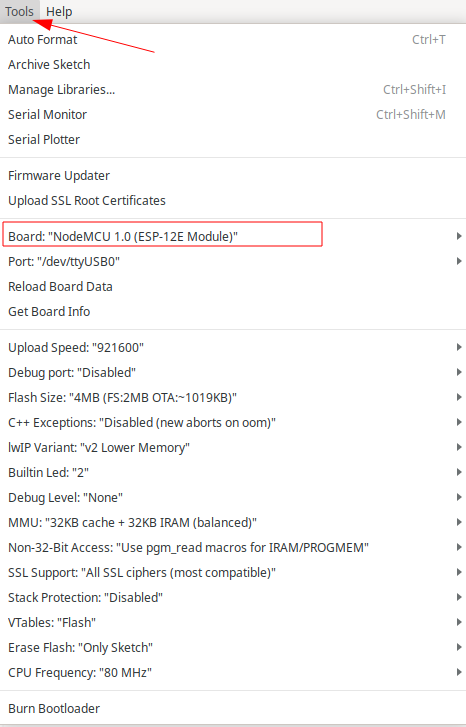 Tools Help
Auto Format Ctrl+T
Archive Sketch
Manage Libraries... Ctrl+Shift+I
Serial Monitor Ctrl+Shift+M
Serial Plotter
Firmware Updater
Upload SSL Root Certificates
Board: "NodeMCU 1.0 (ESP-12E Module)"
Port: "/dev/ttyUSB0"
Reload Board Data
Get Board Info
Upload Speed: "921600"
Debug port: "Disabled"
Flash Size: "4MB (FS:2MB OTA:~1019KB)"
C++ Exceptions: "Disabled (new aborts on oom)"
lwIP Variant: "v2 Lower Memory"
Builtin Led: "2"
Debug Level: "None"
MMU: "32KB cache + 32KB IRAM (balanced)"
Non-32-Bit Access: "Use pgm_read macros for IRAM/PROGMEM"
SSL Support: "All SSL ciphers (most compatible)"
Stack Protection: "Disabled"
VTables: "Flash"
Erase Flash: "Only Sketch"
CPU Frequency: "80 MHz"
Burn Bootloader